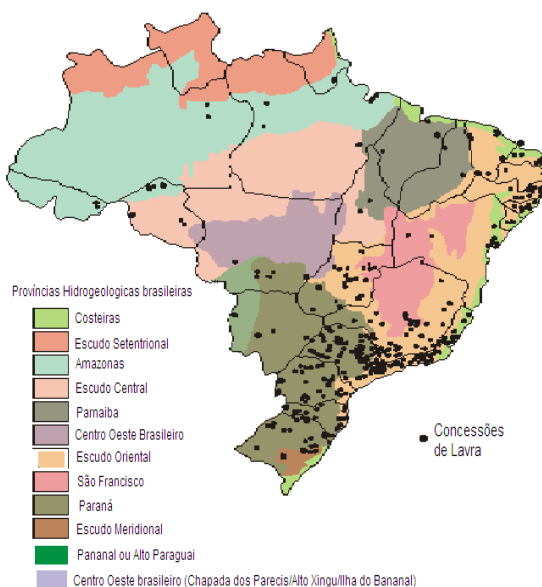 Províncias Hidrogeologicas brasileiras
Costeiras
Escudo Setentrional
Amazonas
Escudo Central
Parnaiba
Centro Oeste Brasileiro
Escudo Oriental
São Francisco
Paraná
Escudo Meridional
Pananal ou Alto Paraguai
Centro Oeste brasileiro (Chapada dos Parecis/Alto Xingu/Ilha do Bananal)
Concessões
de Lavra